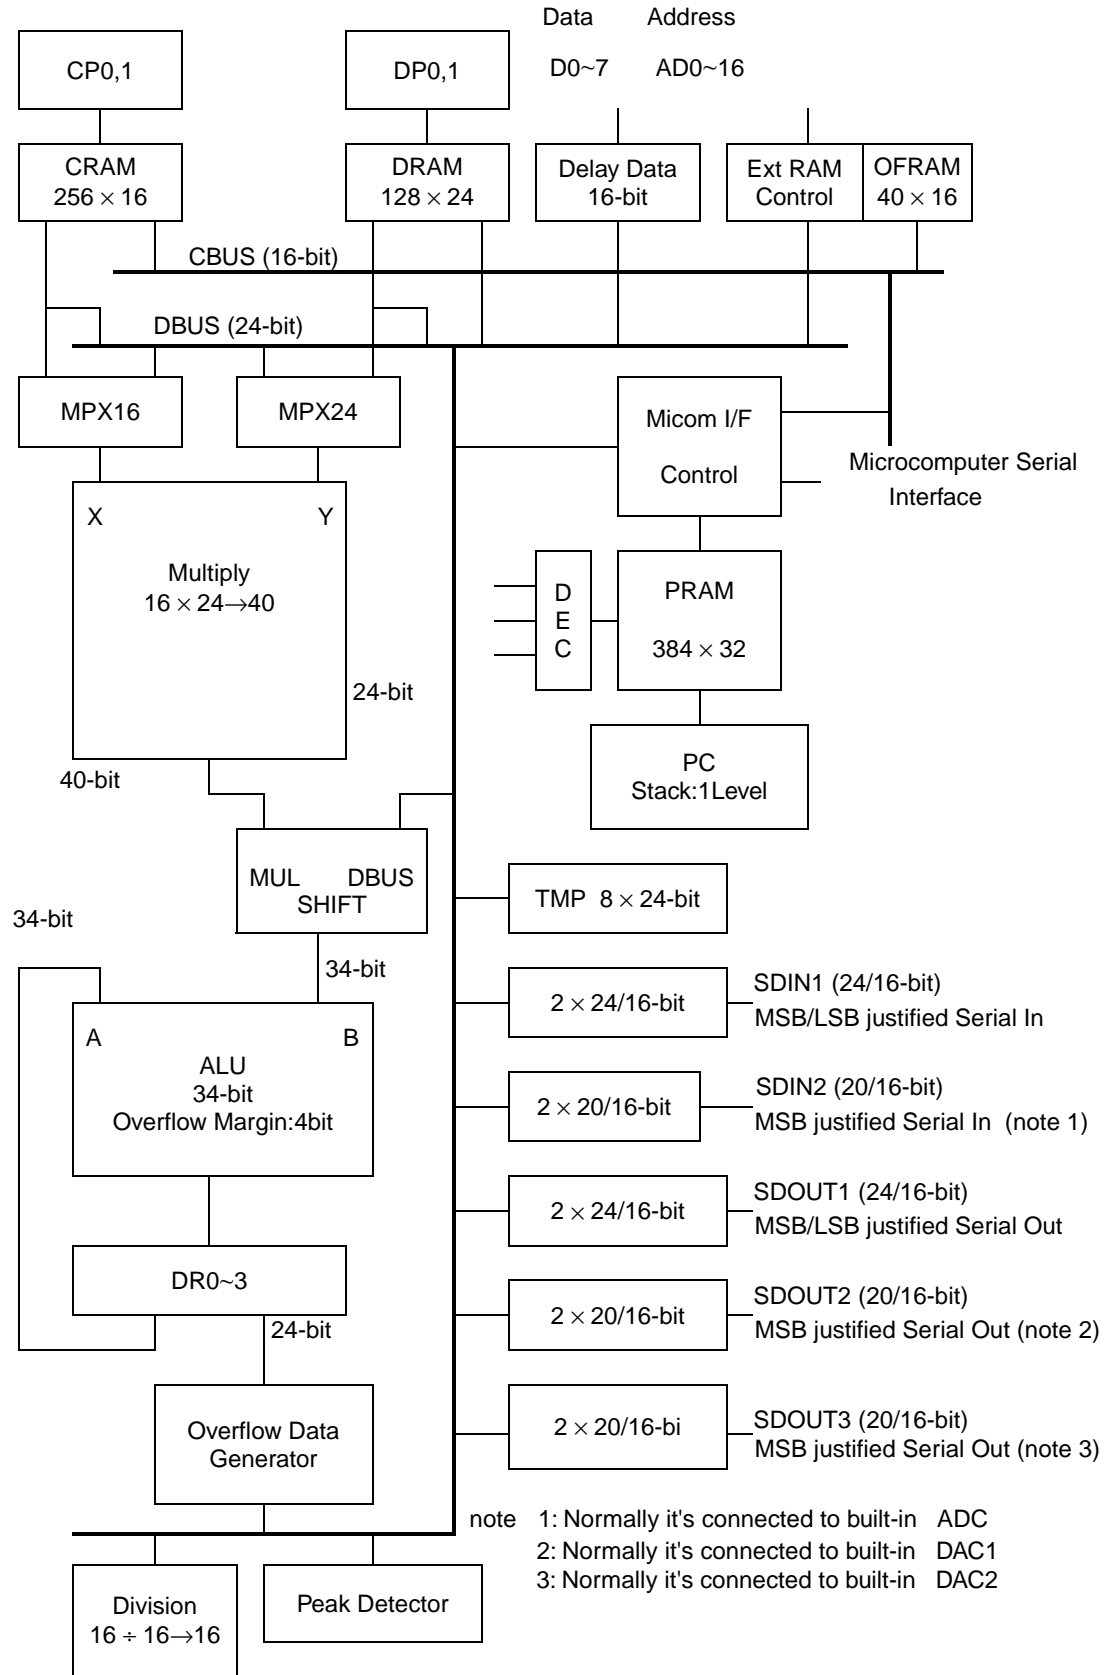 Data Address
D0~7 AD0~16
CP0,1
DP0,1
CRAM
256 × 16
DRAM
128 × 24
Delay Data
16-bit
Ext RAM
Control
OFRAM
40 × 16
CBUS (16-bit)
DBUS (24-bit)
MPX16
MPX24
Micom I/F
Control
Microcomputer Serial
Interface
X Y
Multiply
16 × 24→40
24-bit
40-bit
D
E
C
PRAM
384 × 32
PC
Stack:1Level
MUL DBUS
SHIFT
34-bit
34-bit
TMP 8 × 24-bit
A B
ALU
34-bit
Overflow Margin:4bit
2 × 24/16-bit
SDIN1 (24/16-bit)
MSB/LSB justified Serial In
2 × 20/16-bit
SDIN2 (20/16-bit)
MSB justified Serial In (note 1)
2 × 24/16-bit
SDOUT1 (24/16-bit)
MSB/LSB justified Serial Out
DR0~3
24-bit
2 × 20/16-bit
SDOUT2 (20/16-bit)
MSB justified Serial Out (note 2)
Overflow Data
Generator
2 × 20/16-bi
SDOUT3 (20/16-bit)
MSB justified Serial Out (note 3)
note 1: Normally it's connected to built-in ADC
2: Normally it's connected to built-in DAC1
3: Normally it's connected to built-in DAC2
Division
16 ÷ 16→16
Peak Detector